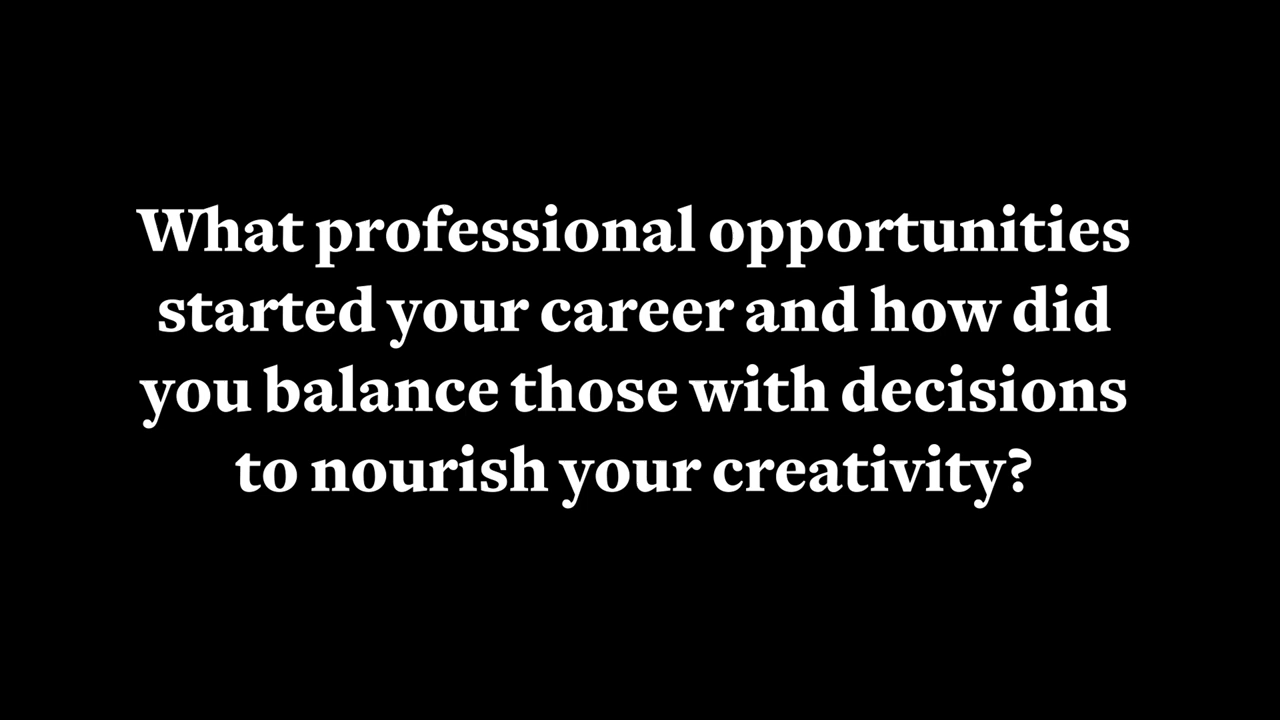 What professional opportunities
started your career and how did
you balance those with decisions
to nourish your creativity?